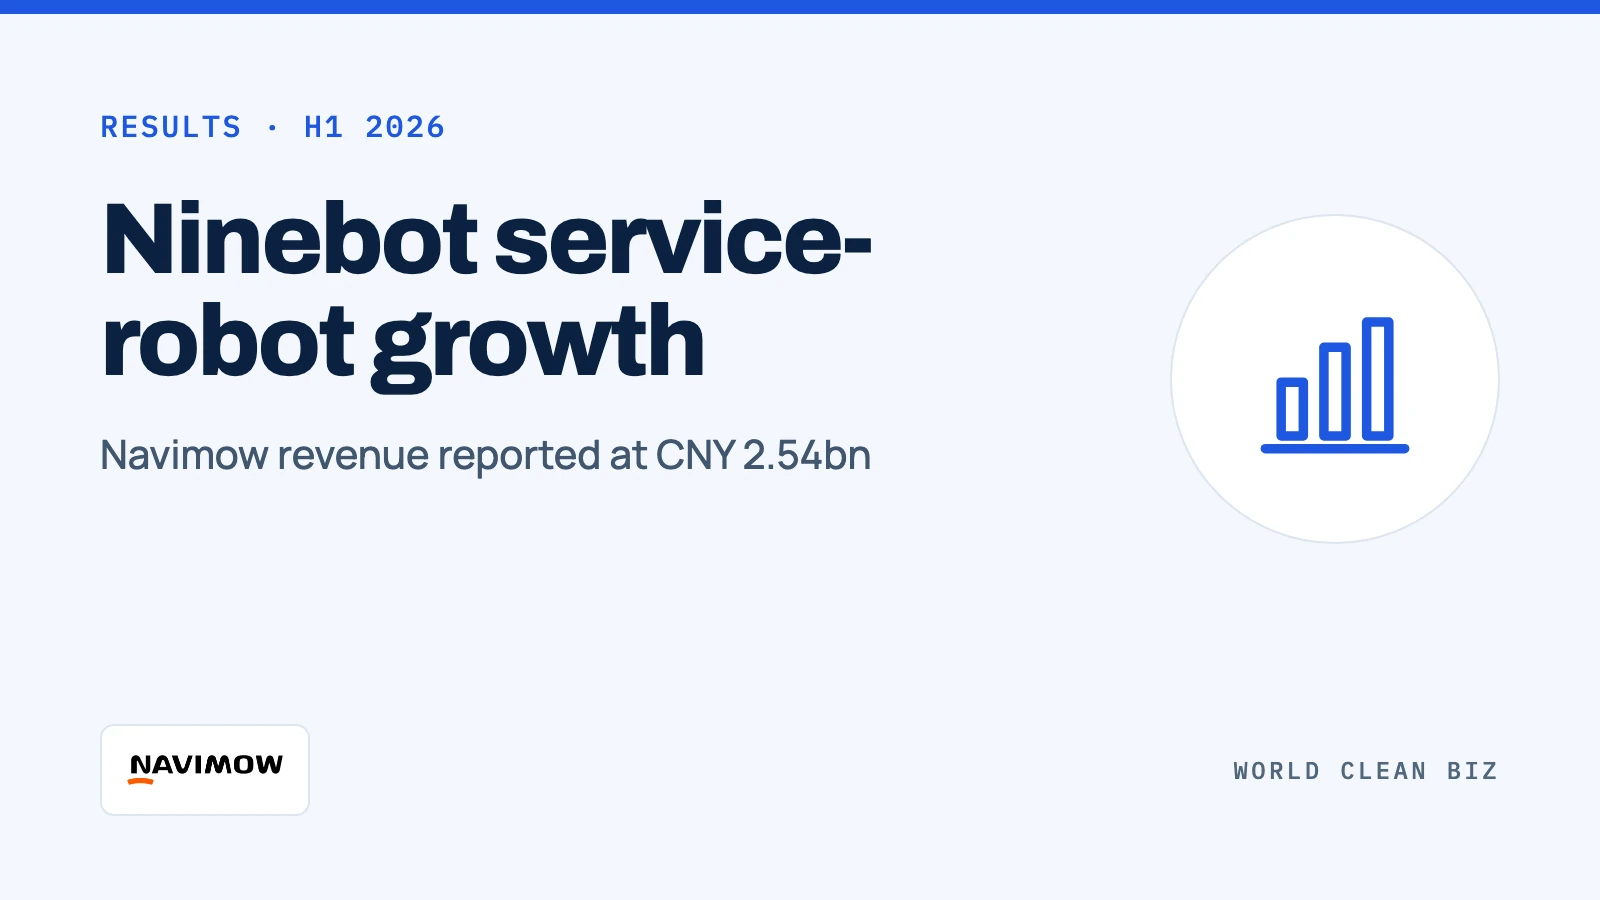 RESULTS · H1 2026
Ninebot service-
robot growth
Navimow revenue reported at CNY 2.54bn
NAVIMOW
WORLD CLEAN BIZ